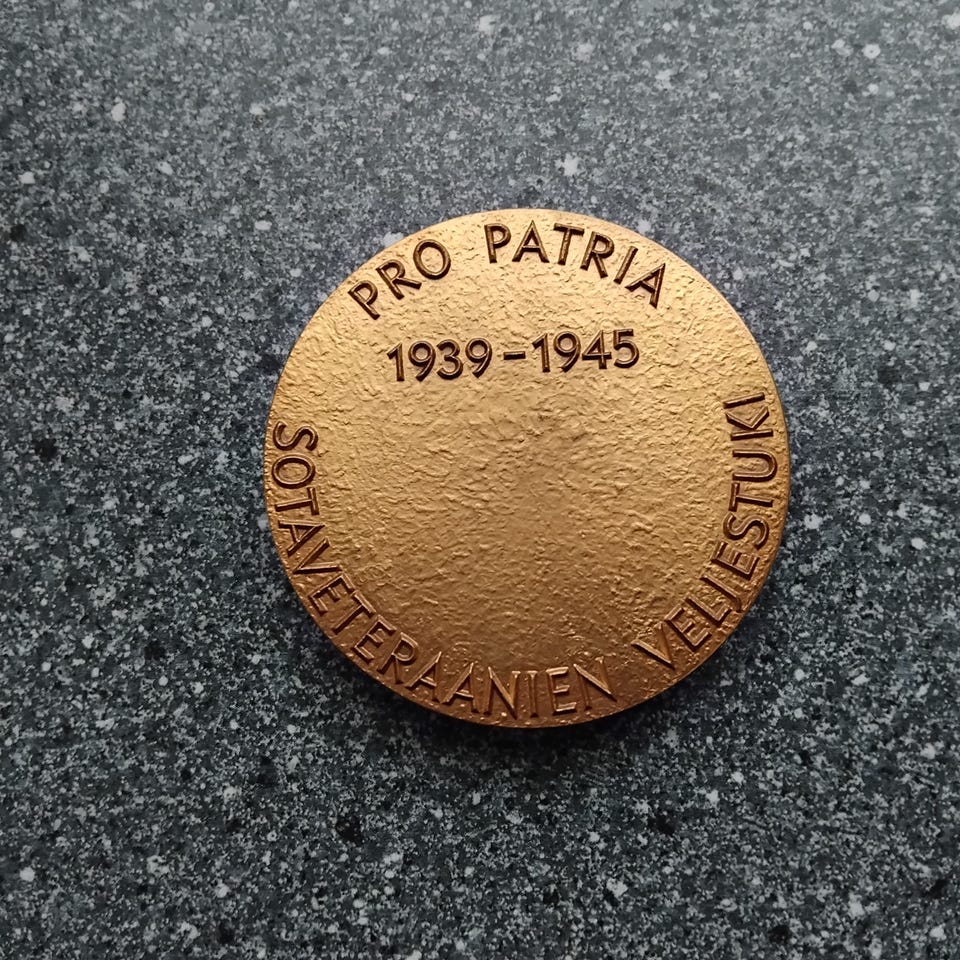 PRO PATRIA
1939-1945
SOTAVETERAANIEN VELJESTUKI